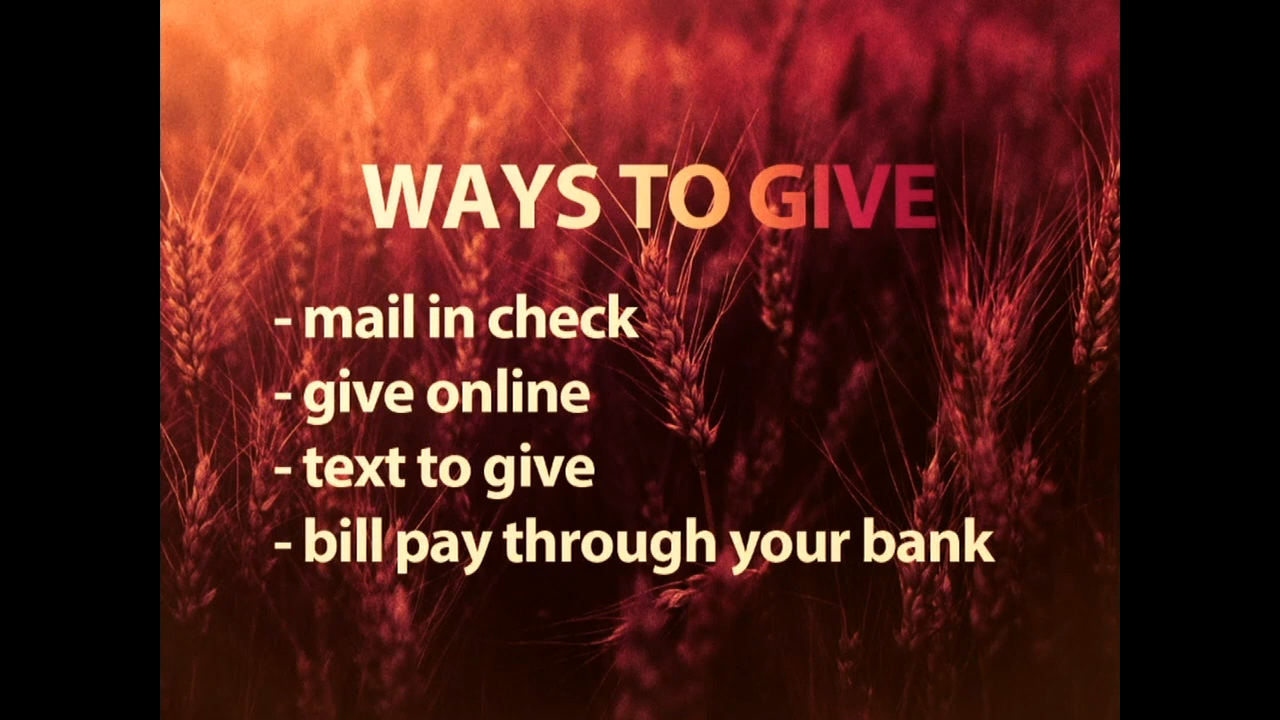 WAYS TO GIVE
- mail in check
- give online
- text to give
- bill pay through your bank